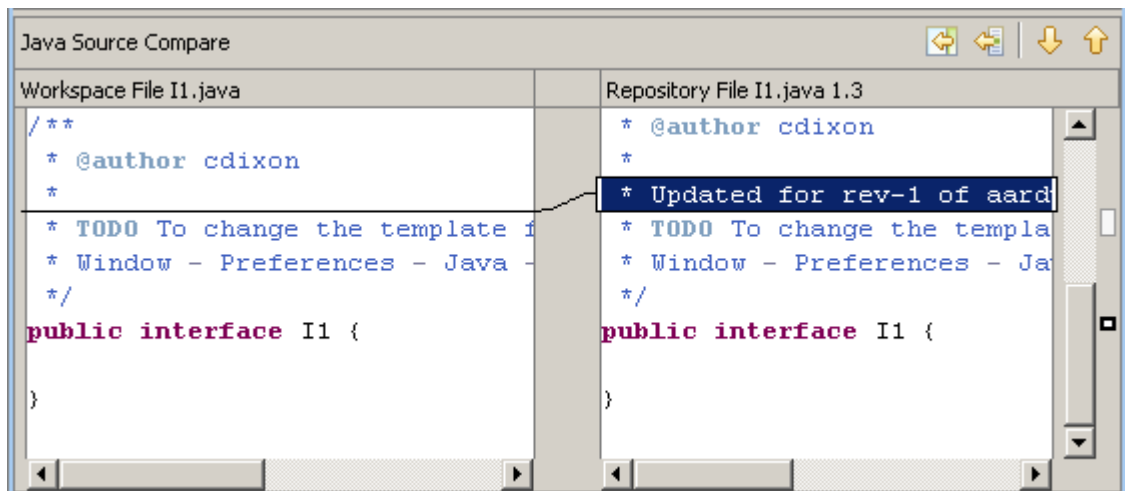 Java Source Compare
Workspace File I1.java
/**
* @author cdixon
*
* TODO To change the template
* Window - Preferences - Java -
*/
public interface I1 {
}
Repository File I1.java 1.3
* @author cdixon
*
* Updated for rev-1 of aard
* TODO To change the templa
* Window - Preferences - Ja
*/
public interface I1 {
}